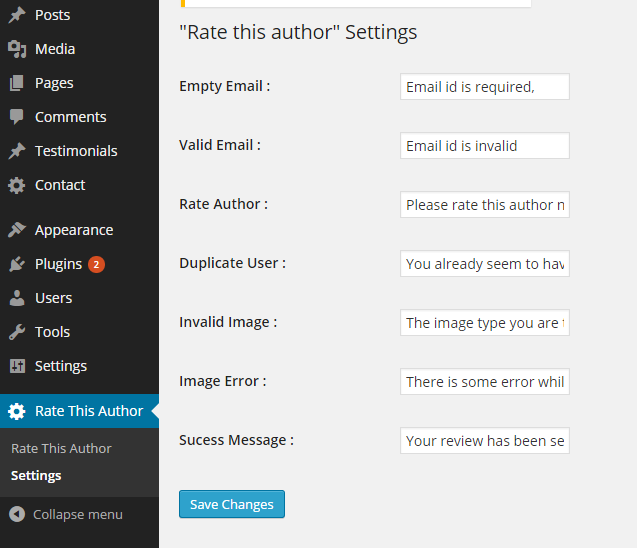 Posts
Media
Pages
Comments
Testimonials
Contact
Appearance
Plugins 2
Users
Tools
Settings
Rate This Author
Rate This Author
Settings
Collapse menu
"Rate this author" Settings
Empty Email : Email id is required,
Valid Email : Email id is invalid
Rate Author : Please rate this author n
Duplicate User : You already seem to hav
Invalid Image : The image type you are t
Image Error : There is some error whil
Sucess Message : Your review has been se
Save Changes